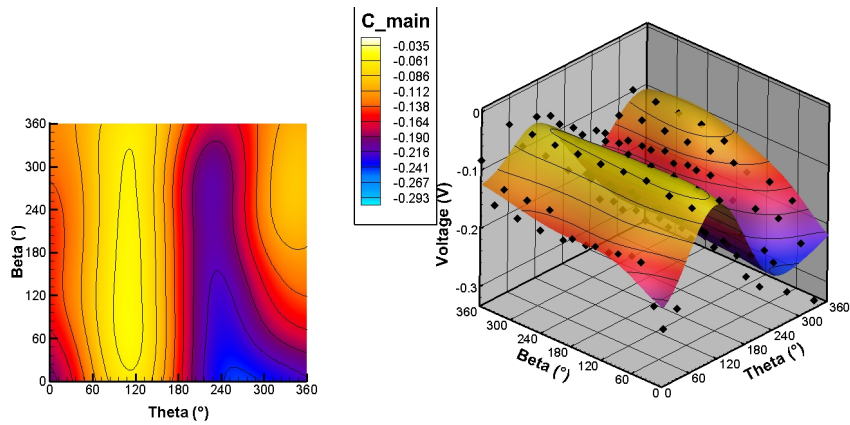 360
300
240
180
120
60
0
Beta (°)
0 60 120 180 240 300 360
Theta (°)
C_main
-0.035
-0.061
-0.086
-0.112
-0.138
-0.164
-0.190
-0.216
-0.241
-0.267
-0.293
0
-0.1
-0.2
-0.3
Voltage (V)
360 300 240 180 120 60 0
Beta (°)
0 60 120 180 240 300 360
Theta (°)